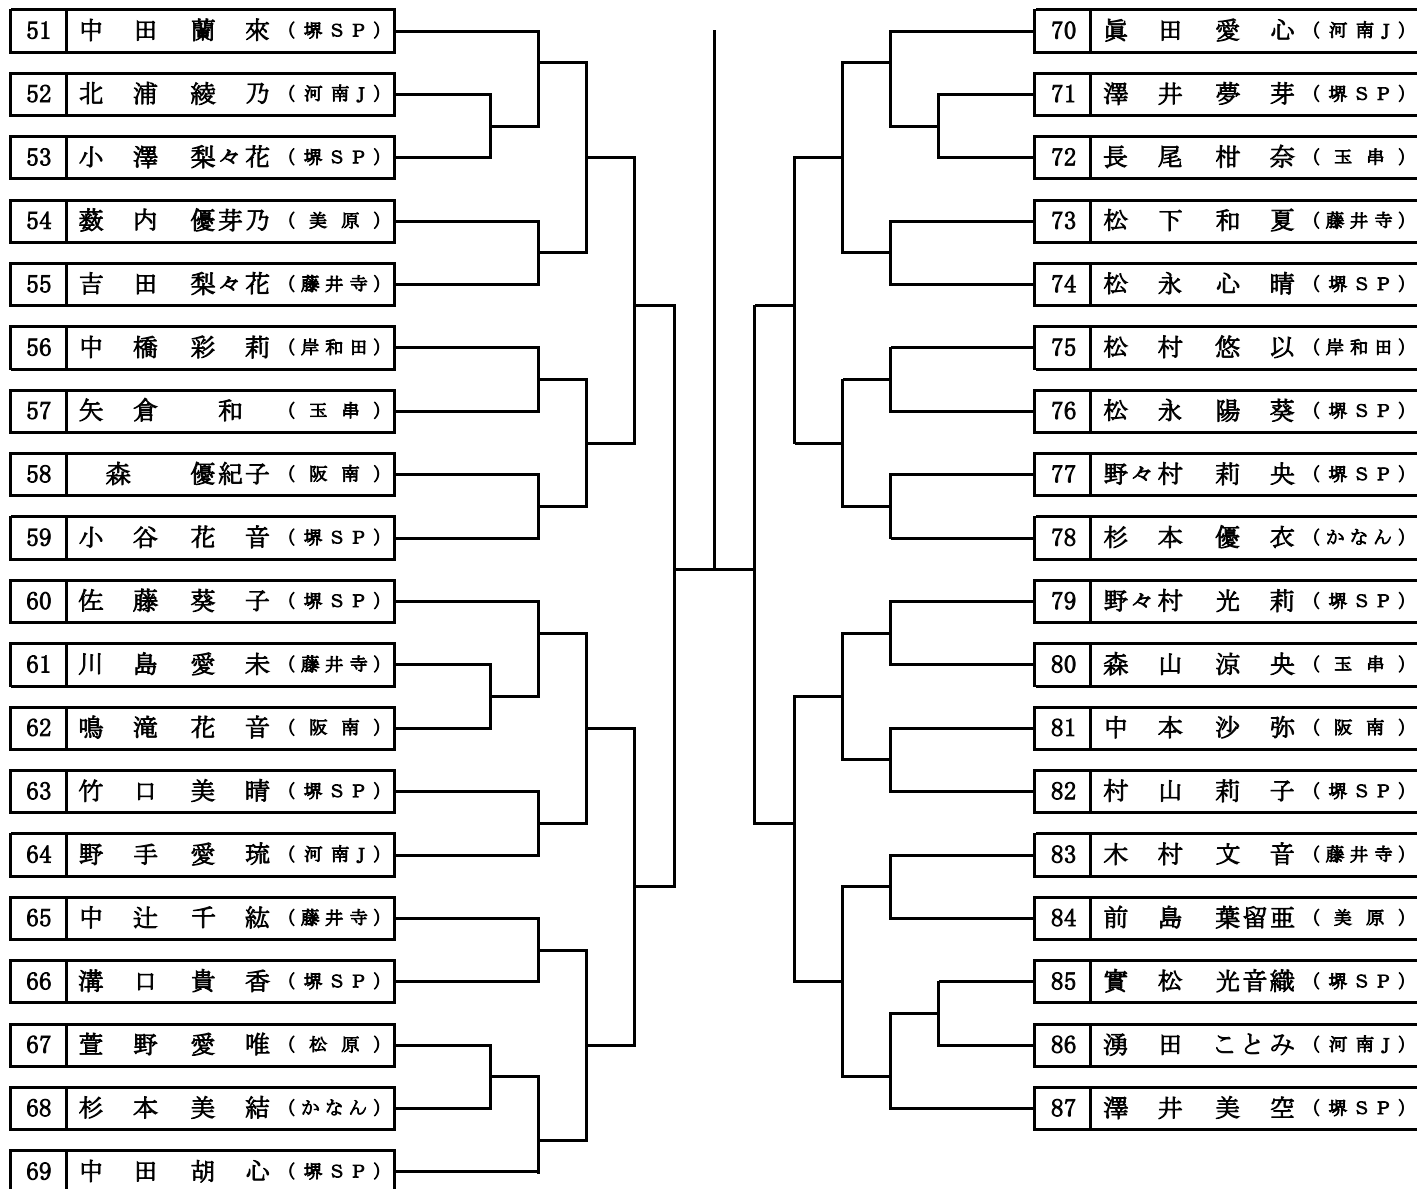 51 中田蘭來（堺ＳＰ）
52 北浦綾乃（河南J）
53 小澤梨々花（堺ＳＰ）
54 薮内優芽乃（美原）
55 吉田梨々花（藤井寺）
56 中橋彩莉（岸和田）
57 矢倉和（玉串）
58 森優紀子（阪南）
59 小谷花音（堺ＳＰ）
60 佐藤葵子（堺ＳＰ）
61 川島愛未（藤井寺）
62 鳴滝花音（阪南）
63 竹口美晴（堺ＳＰ）
64 野手愛琉（河南J）
65 中辻千紘（藤井寺）
66 溝口貴香（堺ＳＰ）
67 萱野愛唯（松原）
68 杉本美結（かなん）
69 中田胡心（堺ＳＰ）
70 眞田愛心（河南J）
71 澤井夢芽（堺ＳＰ）
72 長尾柑奈（玉串）
73 松下和夏（藤井寺）
74 松永心晴（堺ＳＰ）
75 松村悠以（岸和田）
76 松永陽葵（堺ＳＰ）
77 野々村莉央（堺ＳＰ）
78 杉本優衣（かなん）
79 野々村光莉（堺ＳＰ）
80 森山涼央（玉串）
81 中本沙弥（阪南）
82 村山莉子（堺ＳＰ）
83 木村文音（藤井寺）
84 前島葉留亜（美原）
85 實松光音織（堺ＳＰ）
86 湧田ことみ（河南J）
87 澤井美空（堺ＳＰ）